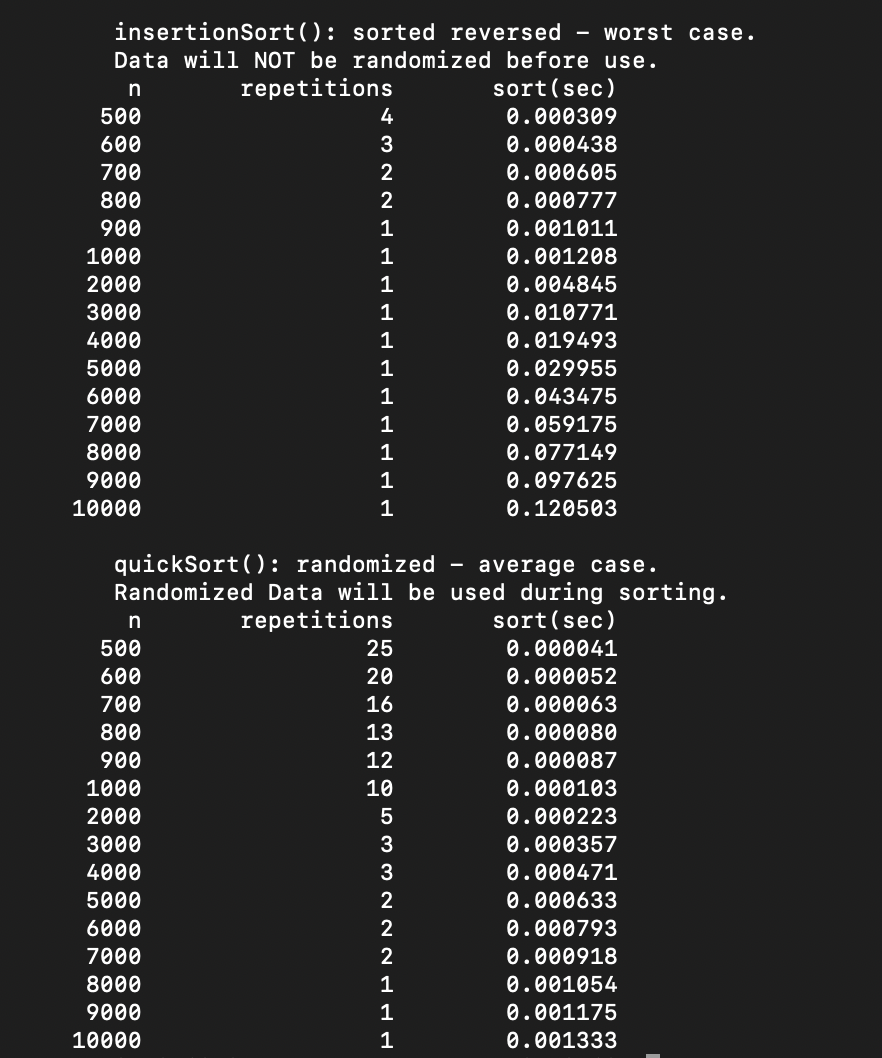 insertionSort(): sorted reversed – worst case.
Data will NOT be randomized before use.
n repetitions sort(sec)
500 4 0.000309
600 3 0.000438
700 2 0.000605
800 2 0.000777
900 1 0.001011
1000 1 0.001208
2000 1 0.004845
3000 1 0.010771
4000 1 0.019493
5000 1 0.029955
6000 1 0.043475
7000 1 0.059175
8000 1 0.077149
9000 1 0.097625
10000 1 0.120503
quickSort(): randomized – average case.
Randomized Data will be used during sorting.
n repetitions sort(sec)
500 25 0.000041
600 20 0.000052
700 16 0.000063
800 13 0.000080
900 12 0.000087
1000 10 0.000103
2000 5 0.000223
3000 3 0.000357
4000 3 0.000471
5000 2 0.000633
6000 2 0.000793
7000 2 0.000918
8000 1 0.001054
9000 1 0.001175
10000 1 0.001333